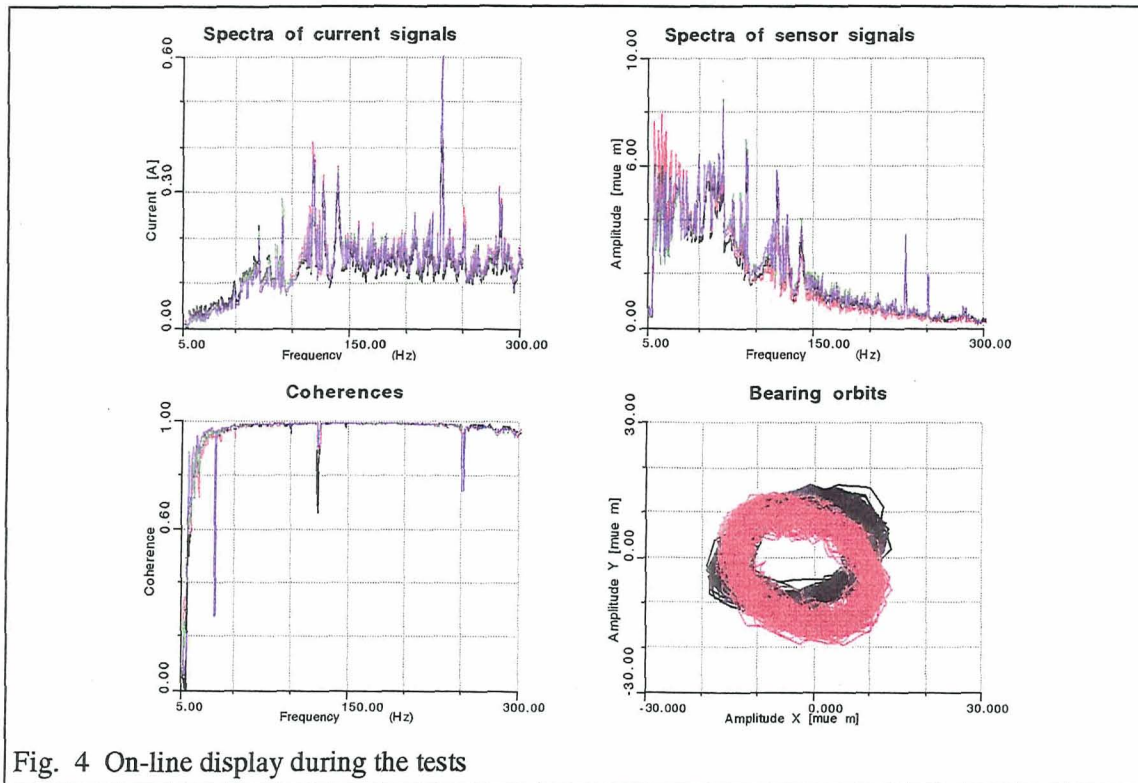 Spectra of current signals
0.60
0.30
0.00
Current [A]
5.00 150.00 300.00
Frequency (Hz)
Spectra of sensor signals
10.00
6.00
0.00
Amplitude [mue m]
5.00 150.00 300.00
Frequency (Hz)
Coherences
1.00
0.60
0.00
Coherence
5.00 150.00 300.00
Frequency (Hz)
Bearing orbits
30.00
0.00
-30.00
Amplitude Y [mue m]
-30.000 0.000 30.000
Amplitude X [mue m]
Fig. 4 On-line display during the tests